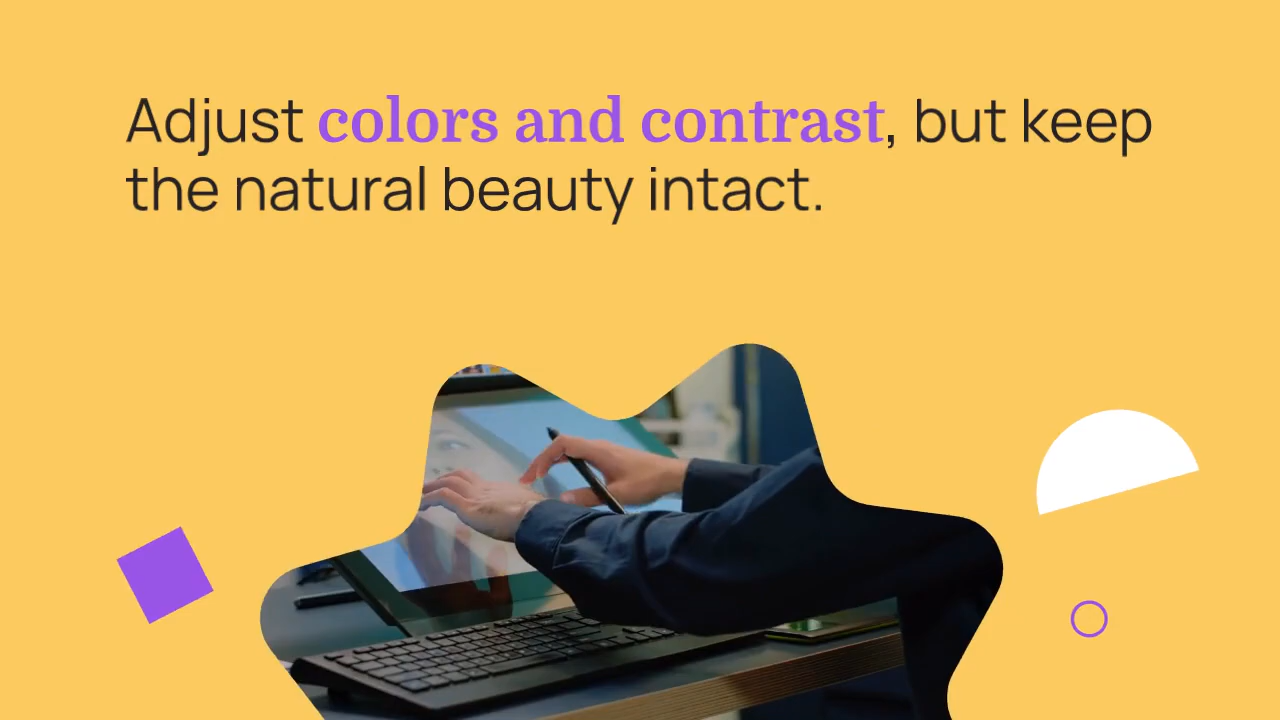 Adjust colors and contrast, but keep
the natural beauty intact.